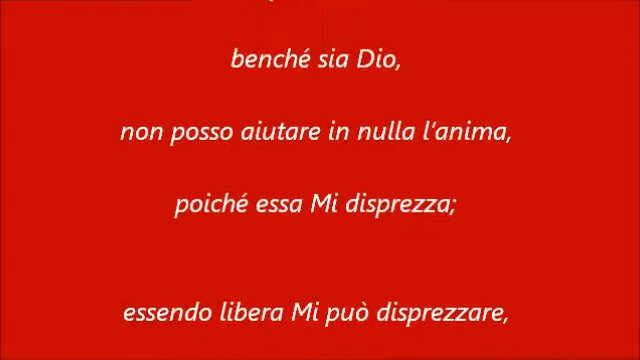 benché sia Dio,
non posso aiutare in nulla l'anima,
poiché essa Mi disprezza;
essendo libera Mi può disprezzare,